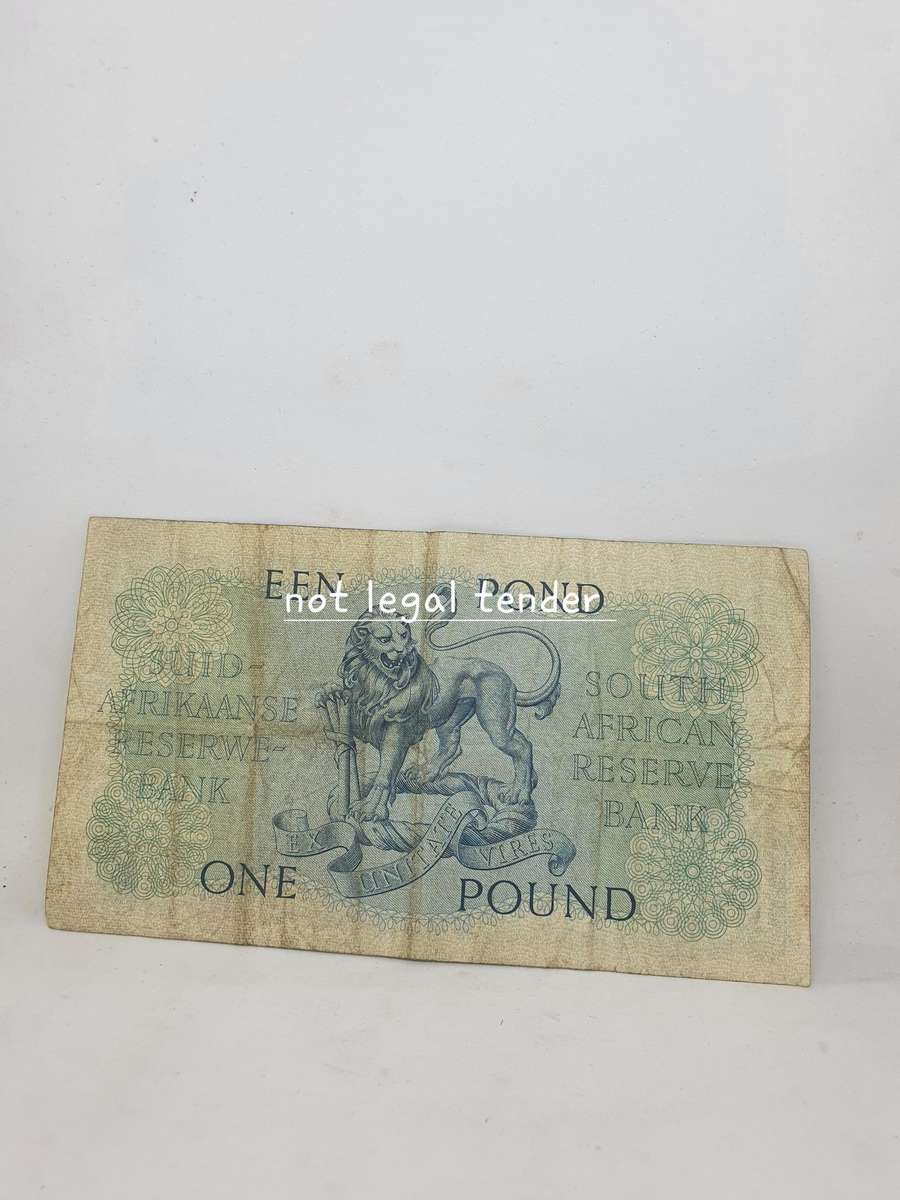 EEN POND
not legal tender
SUID-
AFRIKAANSE
RESERWE-
BANK
SOUTH
AFRICAN
RESERVE
BANK
EX UNITATE VIRES
ONE POUND